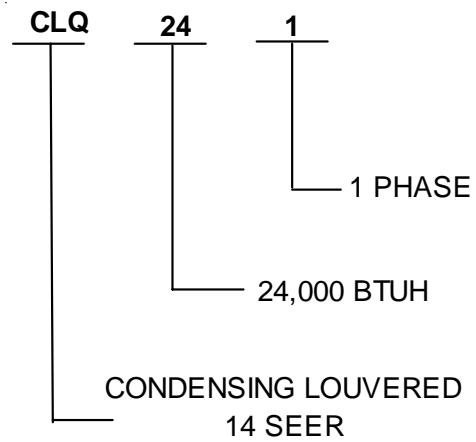 CLQ 24 1
1 PHASE
24,000 BTUH
CONDENSING LOUVERED
14 SEER